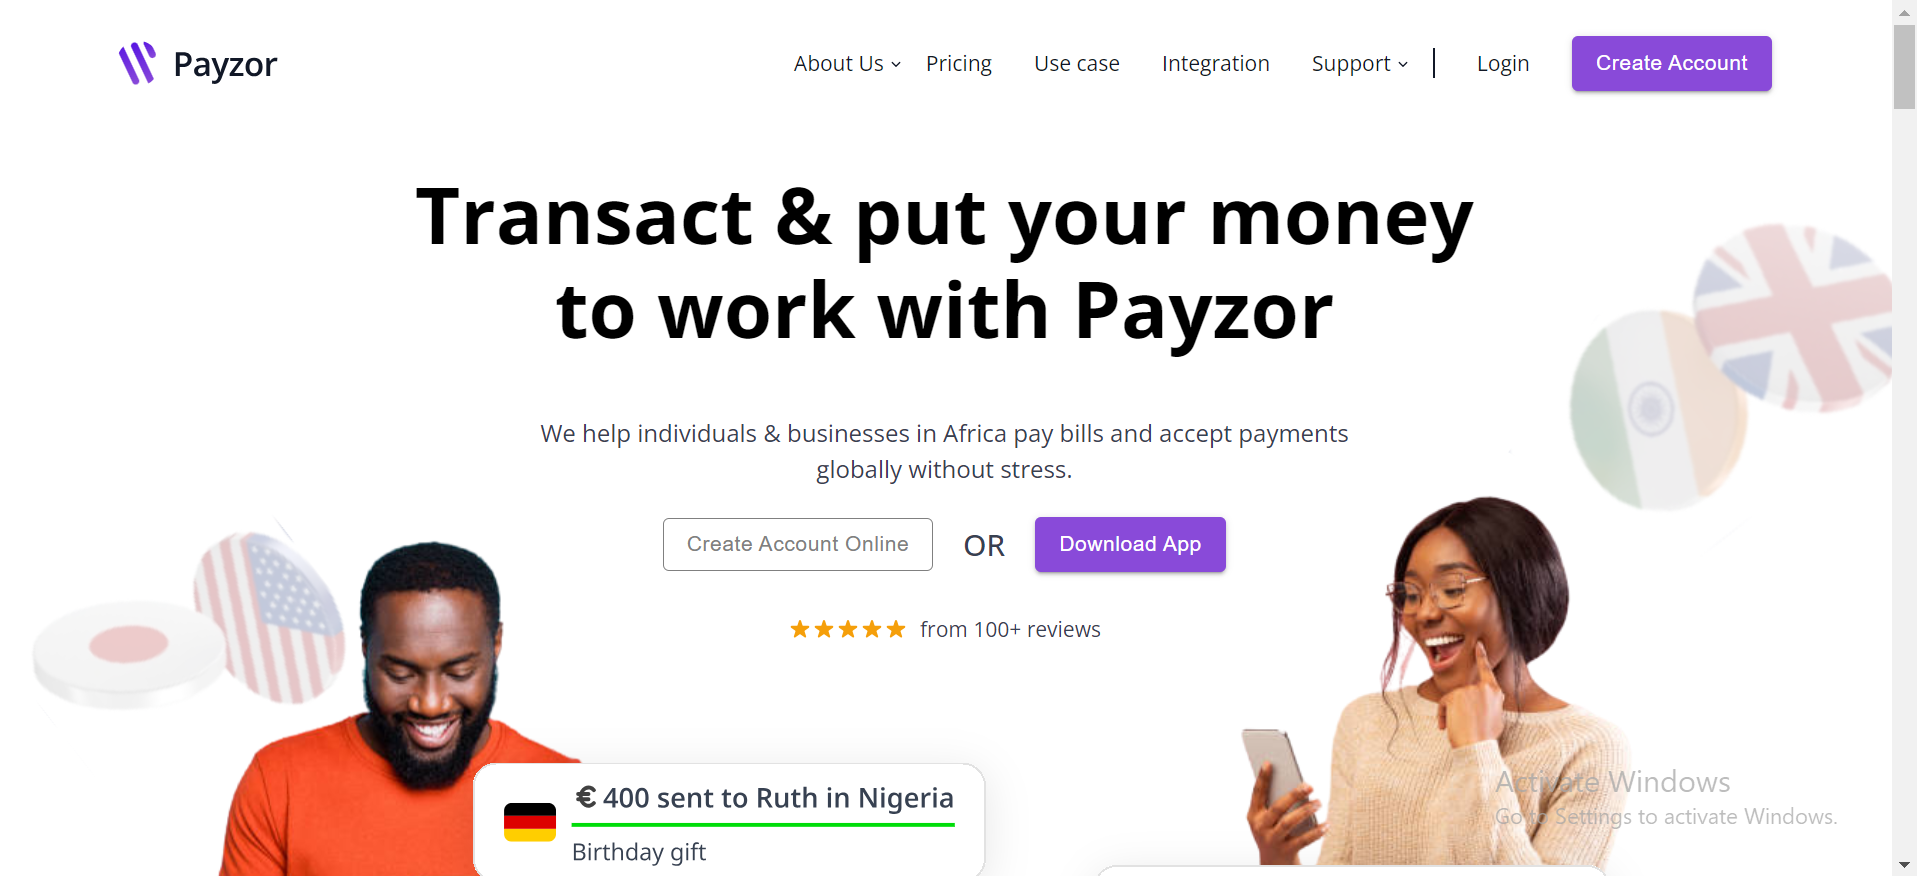 Payzor
About Us
Pricing
Use case
Integration
Support
Login
Create Account
Transact & put your money
to work with Payzor
We help individuals & businesses in Africa pay bills and accept payments
globally without stress.
Create Account Online
OR
Download App
from 100+ reviews
€ 400 sent to Ruth in Nigeria
Birthday gift
Activate Windows
Go to Settings to activate Windows.